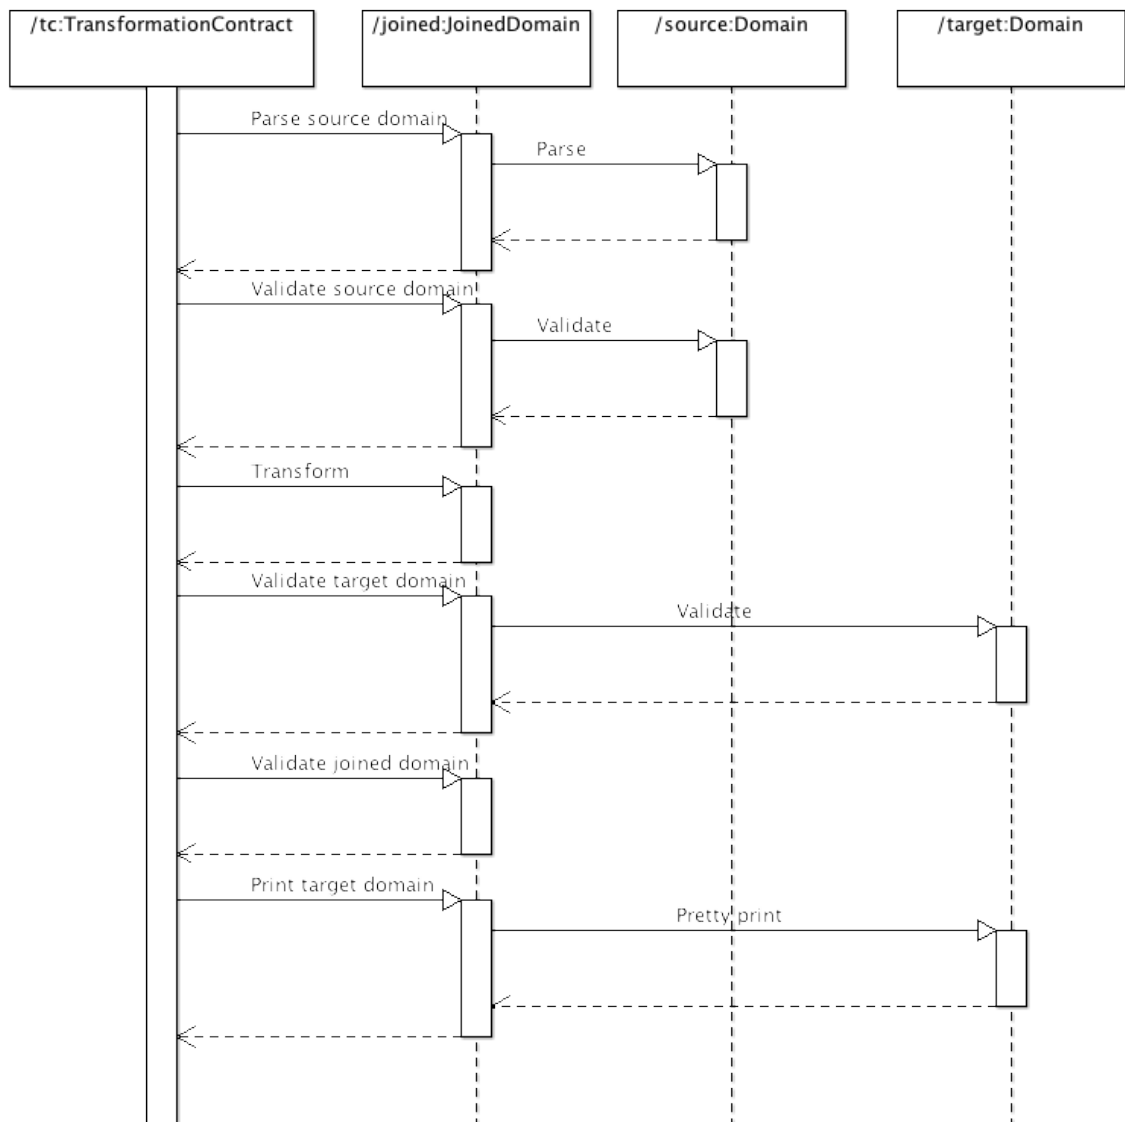 /tc:TransformationContract
/joined:JoinedDomain
/source:Domain
/target:Domain
Parse source domain
Parse
Validate source domain
Validate
Transform
Validate target domain
Validate
Validate joined domain
Print target domain
Pretty print